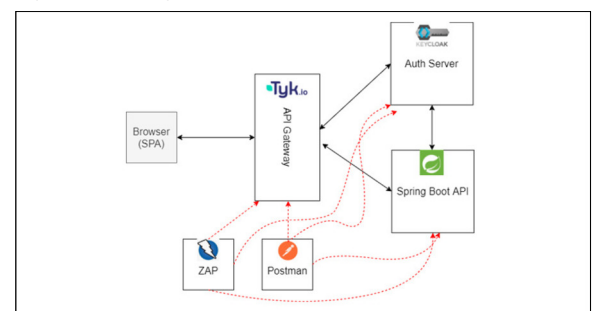 KEYCLOAK
Auth Server
Tyk.io
API Gateway
Browser
(SPA)
Spring Boot API
ZAP
Postman